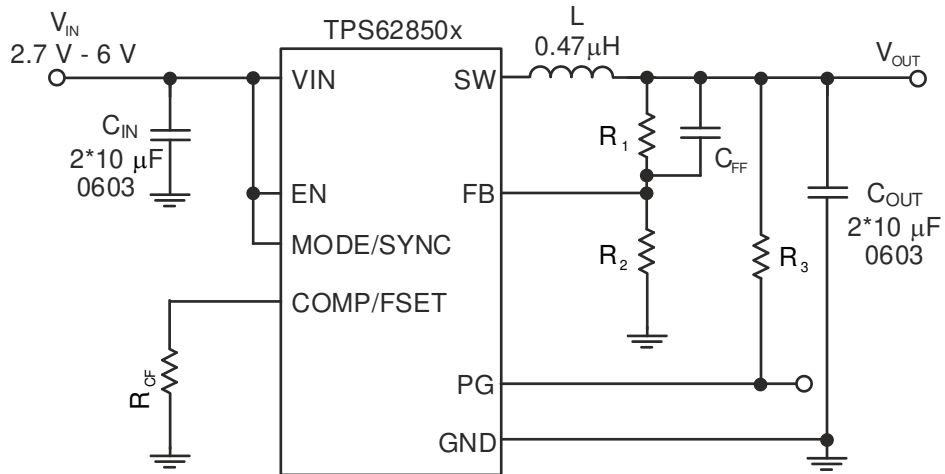 TPS62850x
V_IN
2.7 V - 6 V
L
0.47μH
V_OUT
VIN
SW
C_IN
2*10 μF
0603
R_1
C_FF
EN
FB
C_OUT
2*10 μF
0603
MODE/SYNC
R_2
R_3
COMP/FSET
R_CF
PG
GND